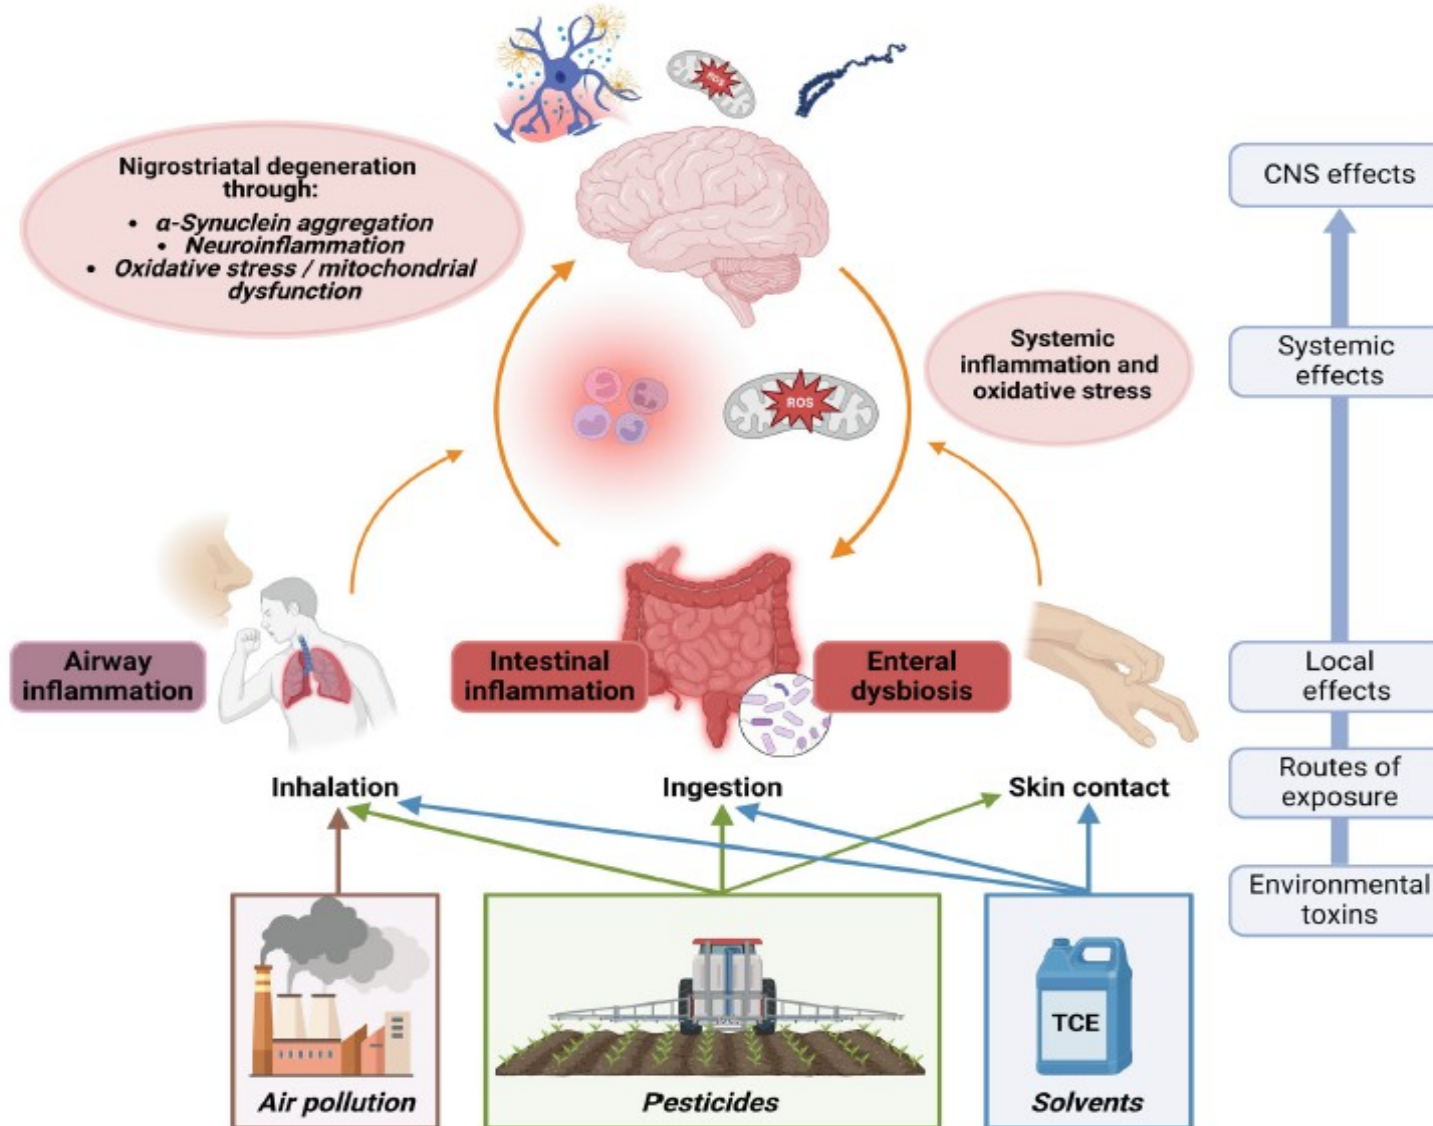 ROS
Nigrostriatal degeneration
through:
• α-Synuclein aggregation
• Neuroinflammation
• Oxidative stress / mitochondrial
dysfunction
CNS effects
Systemic
inflammation and
oxidative stress
Systemic
effects
ROS
Airway
inflammation
Intestinal
inflammation
Enteral
dysbiosis
Local
effects
Inhalation
Ingestion
Skin contact
Routes of
exposure
Environmental
toxins
TCE
Air pollution
Pesticides
Solvents